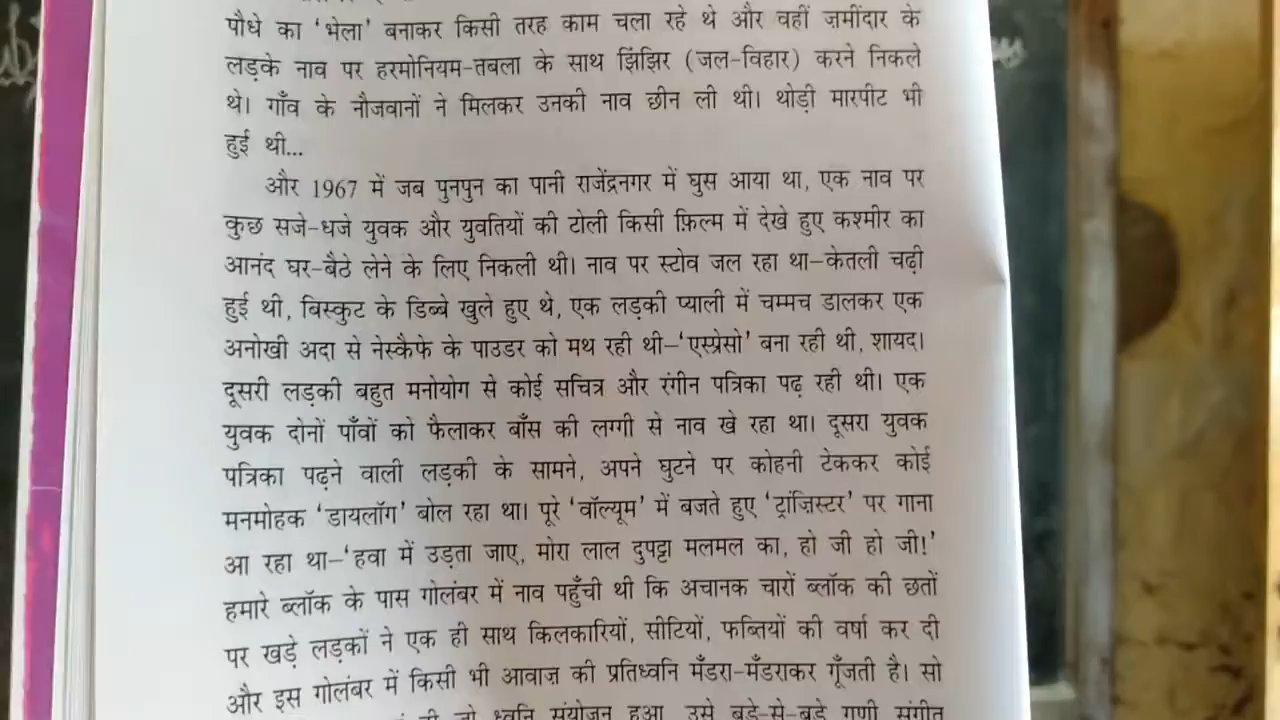 पौधे का ‘भेला’ बनाकर किसी तरह काम चला रहे थे और वहीं ज़मींदार के
लड़के नाव पर हरमोनियम-तबला के साथ झिंझिर (जल-विहार) करने निकले
थे। गाँव के नौजवानों ने मिलकर उनकी नाव छीन ली थी। थोड़ी मारपीट भी
हुई थी...
और 1967 में जब पुनपुन का पानी राजेंद्रनगर में घुस आया था, एक नाव पर
कुछ सजे-धजे युवक और युवतियों की टोली किसी फ़िल्म में देखे हुए कश्मीर का
आनंद घर-बैठे लेने के लिए निकली थी। नाव पर स्टोव जल रहा था—केतली चढ़ी
हुई थी, बिस्कुट के डिब्बे खुले हुए थे, एक लड़की प्याली में चम्मच डालकर एक
अनोखी अदा से नेस्कैफे के पाउडर को मथ रही थी—‘एस्प्रेसो’ बना रही थी, शायद।
दूसरी लड़की बहुत मनोयोग से कोई सचित्र और रंगीन पत्रिका पढ़ रही थी। एक
युवक दोनों पाँवों को फैलाकर बाँस की लग्गी से नाव खे रहा था। दूसरा युवक
पत्रिका पढ़ने वाली लड़की के सामने, अपने घुटने पर कोहनी टेककर कोई
मनमोहक ‘डायलॉग’ बोल रहा था। पूरे ‘वॉल्यूम’ में बजते हुए ‘ट्रांज़िस्टर’ पर गाना
आ रहा था—‘हवा में उड़ता जाए, मोरा लाल दुपट्टा मलमल का, हो जी हो जी!’
हमारे ब्लॉक के पास गोलंबर में नाव पहुँची थी कि अचानक चारों ब्लॉक की छतों
पर खड़े लड़कों ने एक ही साथ किलकारियों, सीटियों, फब्तियों की वर्षा कर दी
और इस गोलंबर में किसी भी आवाज़ की प्रतिध्वनि मँडरा-मँडराकर गूँजती है। सो
ध्वनि संयोजन हुआ, उसे बड़े-से-बड़े गुणी संगीत